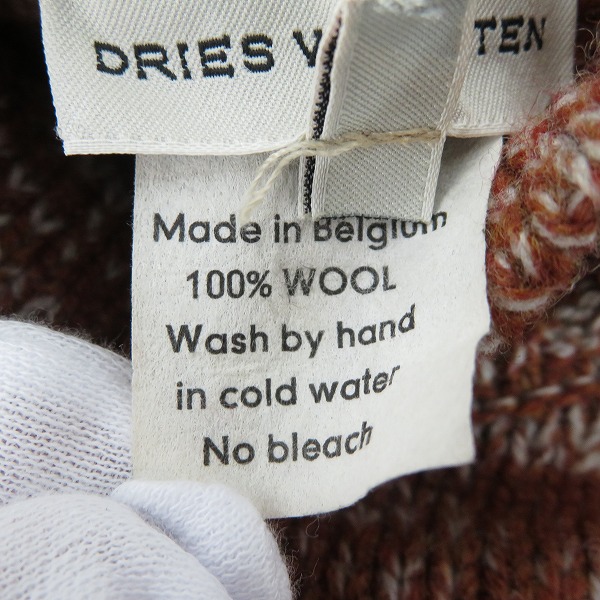 DRIES V TEN
Made in Belgium
100% WOOL
Wash by hand
in cold water
No bleach